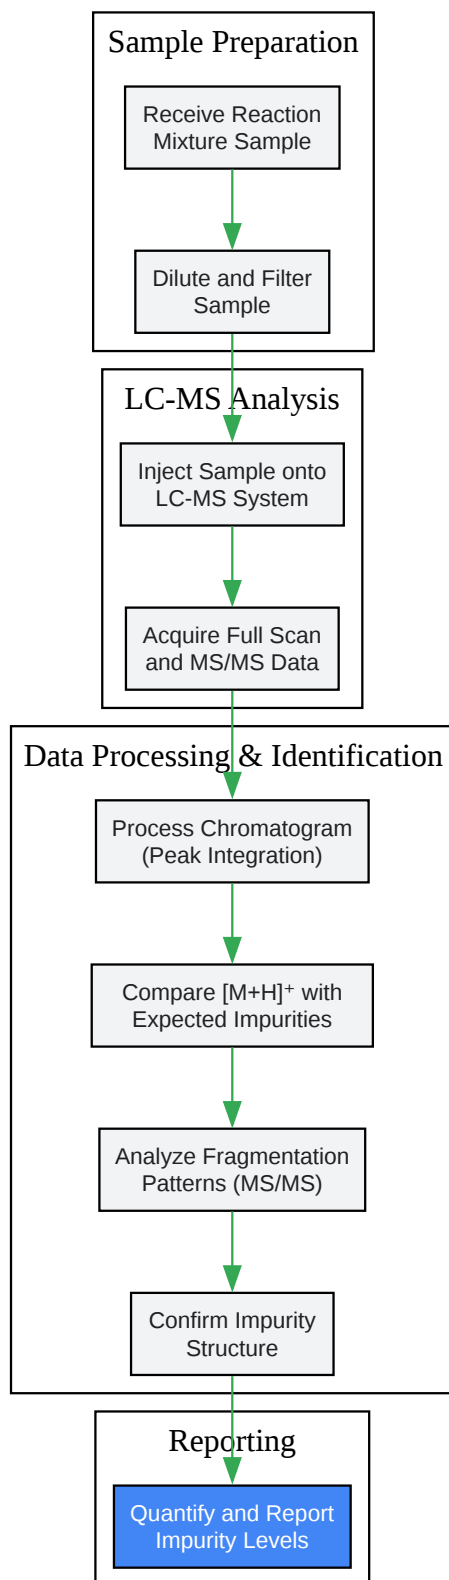 Sample Preparation
Receive Reaction
Mixture Sample
Dilute and Filter
Sample
LC-MS Analysis
Inject Sample onto
LC-MS System
Acquire Full Scan
and MS/MS Data
Data Processing & Identification
Process Chromatogram
(Peak Integration)
Compare [M+H]⁺ with
Expected Impurities
Analyze Fragmentation
Patterns (MS/MS)
Confirm Impurity
Structure
Reporting
Quantify and Report
Impurity Levels